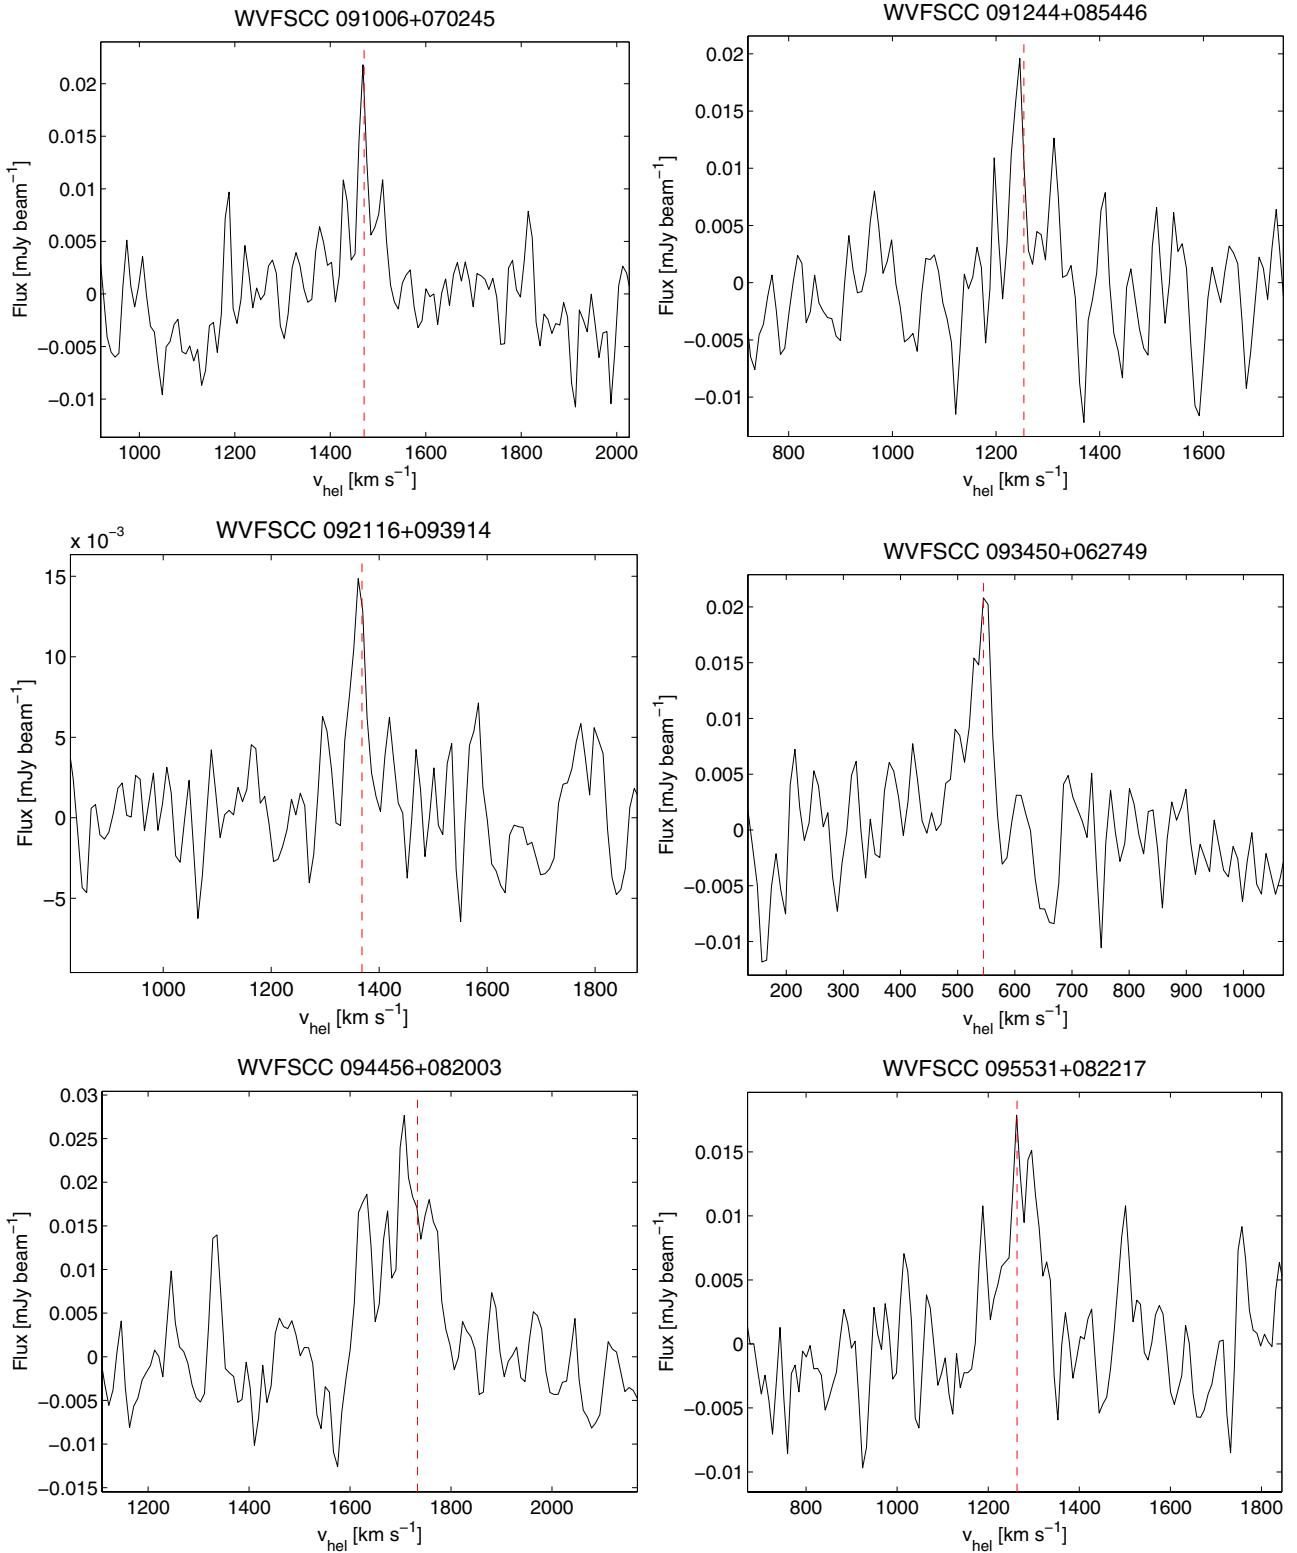 WVFSCC 091006+070245
0.02
0.015
0.01
0.005
0
−0.005
−0.01
Flux [mJy beam−1]
1000 1200 1400 1600 1800 2000
vhel [km s−1]
WVFSCC 091244+085446
0.02
0.015
0.01
0.005
0
−0.005
−0.01
Flux [mJy beam−1]
800 1000 1200 1400 1600
vhel [km s−1]
WVFSCC 092116+093914
x 10−3
15
10
5
0
−5
Flux [mJy beam−1]
1000 1200 1400 1600 1800
vhel [km s−1]
WVFSCC 093450+062749
0.02
0.015
0.01
0.005
0
−0.005
−0.01
Flux [mJy beam−1]
200 300 400 500 600 700 800 900 1000
vhel [km s−1]
WVFSCC 094456+082003
0.03
0.025
0.02
0.015
0.01
0.005
0
−0.005
−0.01
−0.015
Flux [mJy beam−1]
1200 1400 1600 1800 2000
vhel [km s−1]
WVFSCC 095531+082217
0.015
0.01
0.005
0
−0.005
−0.01
Flux [mJy beam−1]
800 1000 1200 1400 1600 1800
vhel [km s−1]